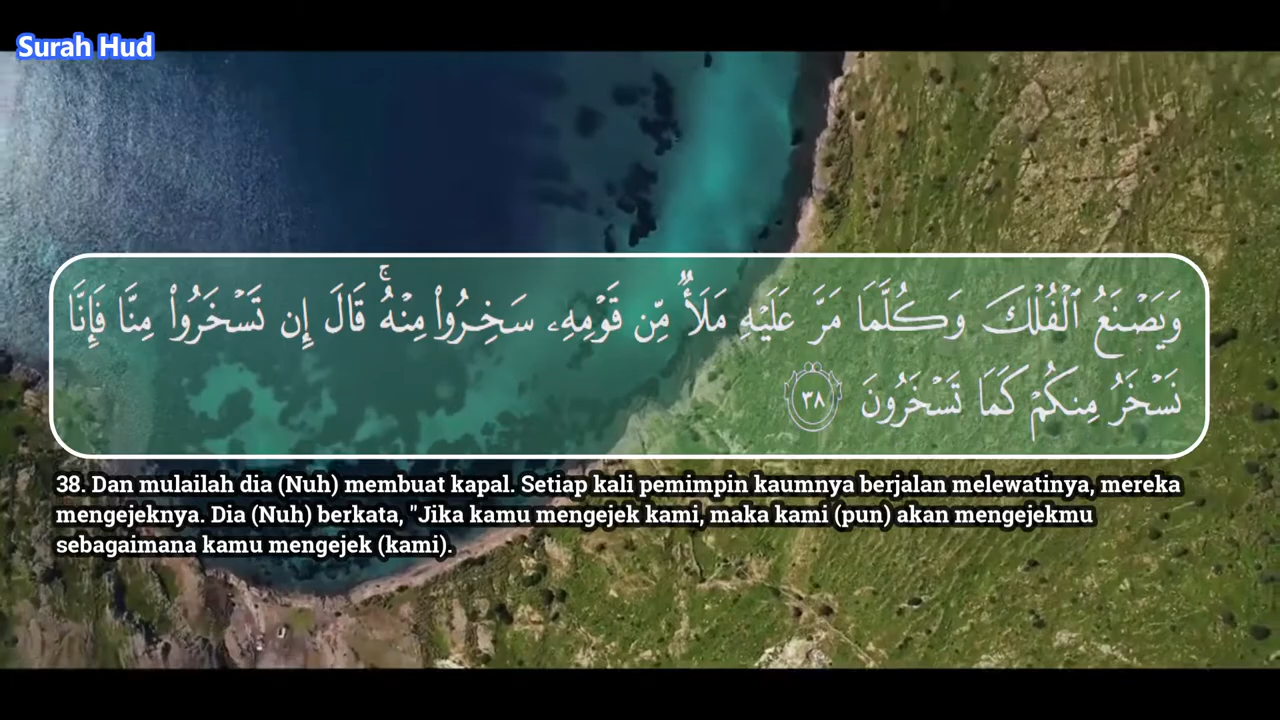 Surah Hud
وَيَصْنَعُ ٱلْفُلْكَ وَكُلَّمَا مَرَّ عَلَيْهِ مَلَأٌ مِّن قَوْمِهِۦ سَخِرُوا۟ مِنْهُ ۚ قَالَ إِن تَسْخَرُوا۟ مِنَّا فَإِنَّا
نَسْخَرُ مِنكُمْ كَمَا تَسْخَرُونَ ٣٨
38. Dan mulailah dia (Nuh) membuat kapal. Setiap kali pemimpin kaumnya berjalan melewatinya, mereka
mengejeknya. Dia (Nuh) berkata, "Jika kamu mengejek kami, maka kami (pun) akan mengejekmu
sebagaimana kamu mengejek (kami).